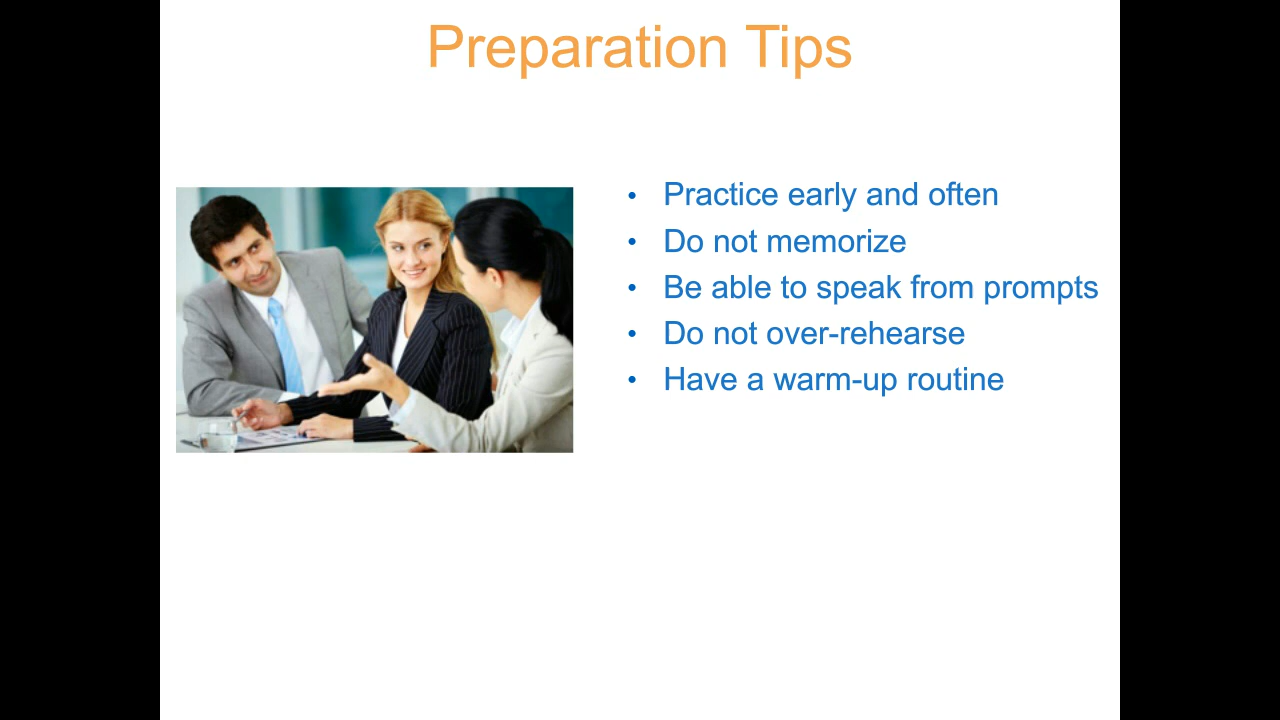 Preparation Tips
• Practice early and often
• Do not memorize
• Be able to speak from prompts
• Do not over-rehearse
• Have a warm-up routine